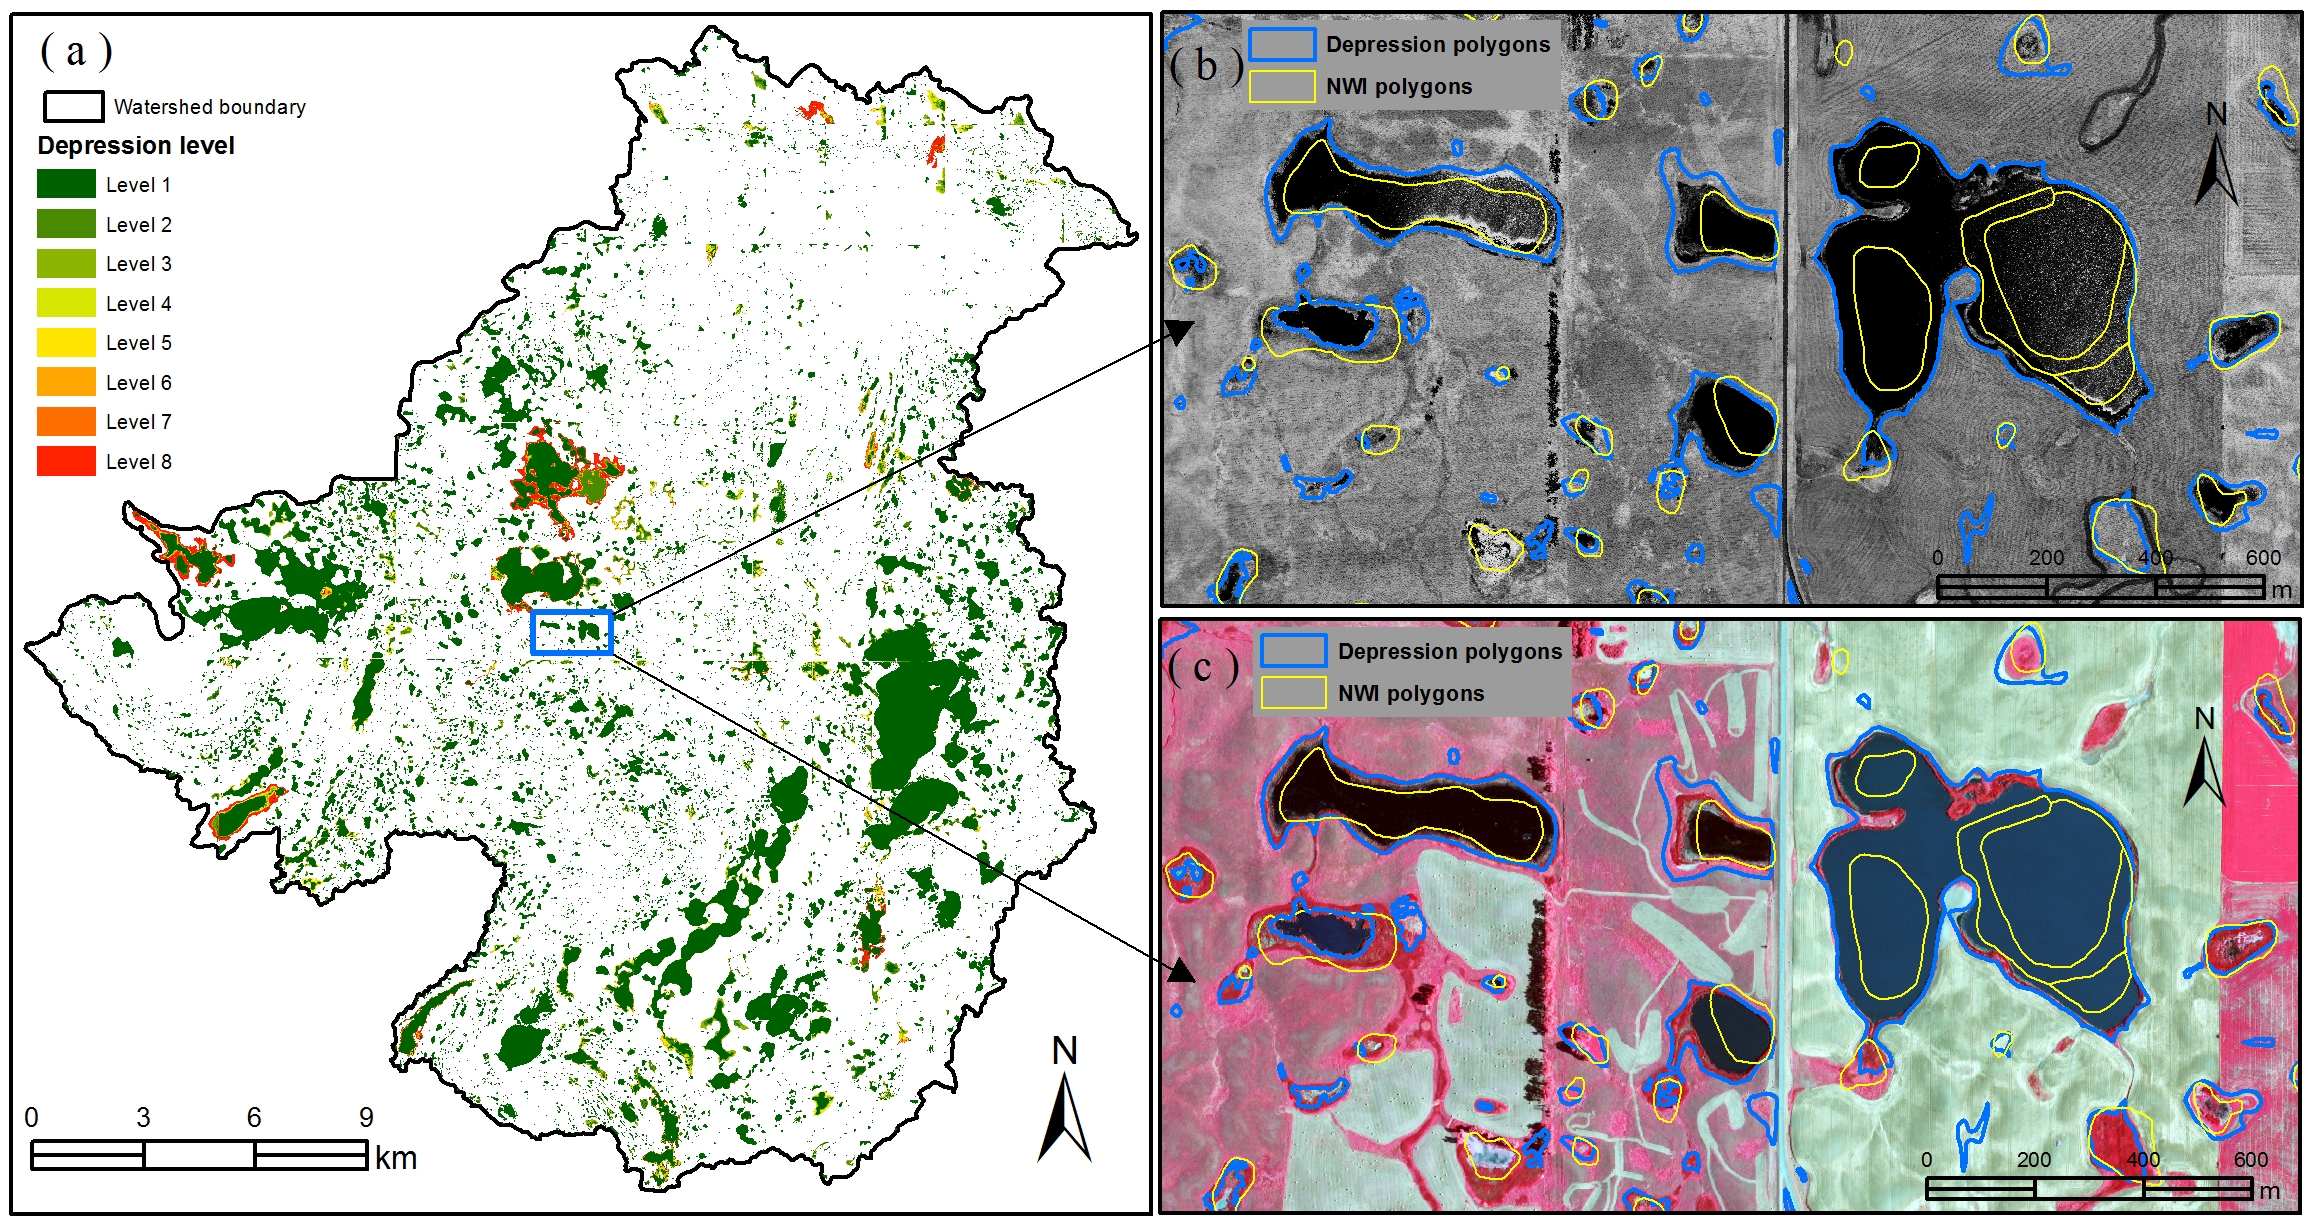 ( a )
Watershed boundary
Depression level
Level 1
Level 2
Level 3
Level 4
Level 5
Level 6
Level 7
Level 8
0 3 6 9
km
N
( b )
Depression polygons
NWI polygons
N
0 200 400 600
m
( c )
Depression polygons
NWI polygons
N
0 200 400 600
m